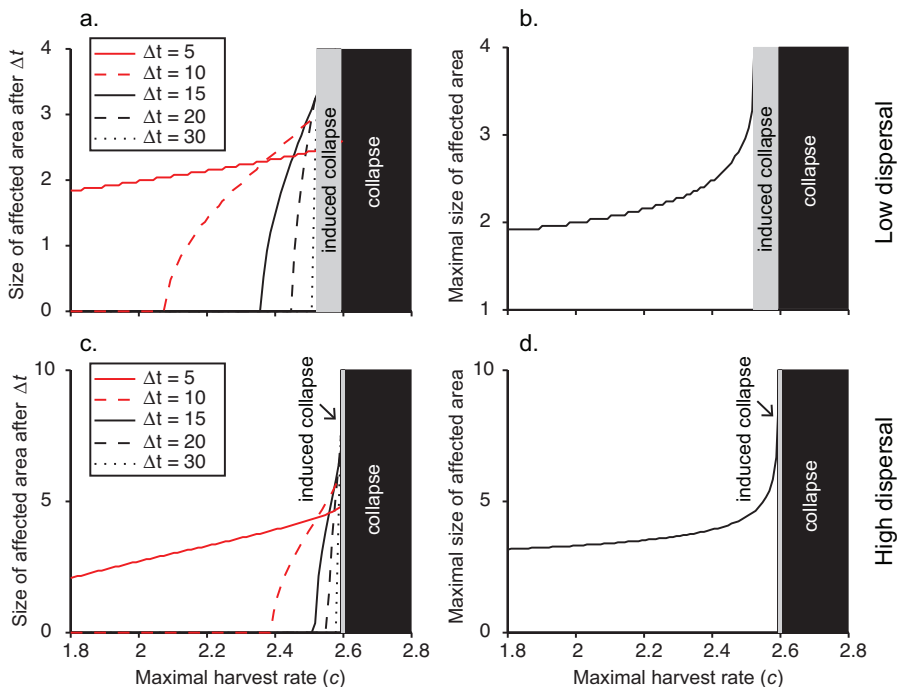 a.
Size of affected area after Δt
4
3
2
1
0
Δt = 5
Δt = 10
Δt = 15
Δt = 20
Δt = 30
induced collapse
collapse
b.
Maximal size of affected area
4
3
2
1
induced collapse
collapse
Low dispersal
c.
Size of affected area after Δt
10
5
0
Δt = 5
Δt = 10
Δt = 15
Δt = 20
Δt = 30
induced collapse
collapse
1.8 2 2.2 2.4 2.6 2.8
Maximal harvest rate (c)
d.
Maximal size of affected area
10
5
0
induced collapse
collapse
1.8 2 2.2 2.4 2.6 2.8
Maximal harvest rate (c)
High dispersal